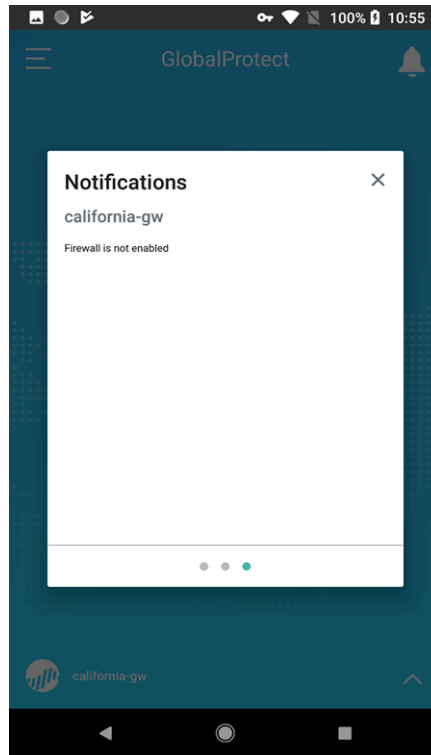 100% 10:55
GlobalProtect
Notifications
california-gw
Firewall is not enabled
california-gw